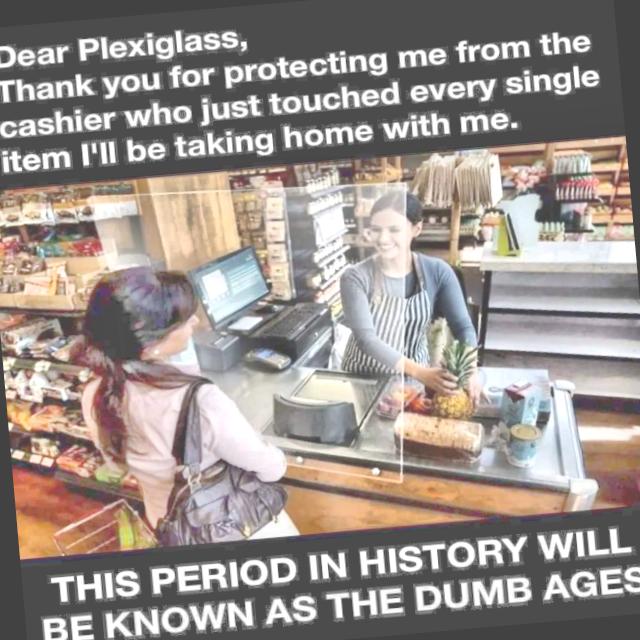 Dear Plexiglass,
Thank you for protecting me from the
cashier who just touched every single
item I'll be taking home with me.
THIS PERIOD IN HISTORY WILL
BE KNOWN AS THE DUMB AGES